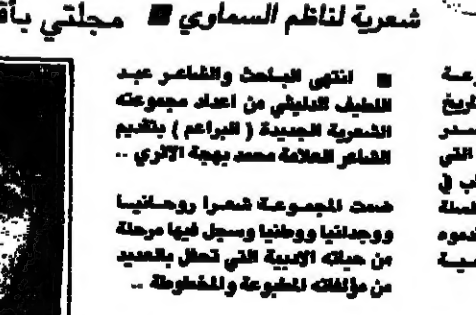 شعرية لناظم السماوي ■ مجلتي
■ انتهى الباحث والشاعر عبد
اللطيف الدليشي من اعداد مجموعته
الشعرية الجديدة ( البراعم ) بتقديم
الشاعر العلامة محمد بهجة الاثري ..
ضمت المجموعة شعرا روحانيا
ووجدانيا ووطنيا وسجل فيها مرحلة
من حياته الادبية التي تحفل بالعديد
من مؤلفاته المطبوعة والمخطوطة ..
التي